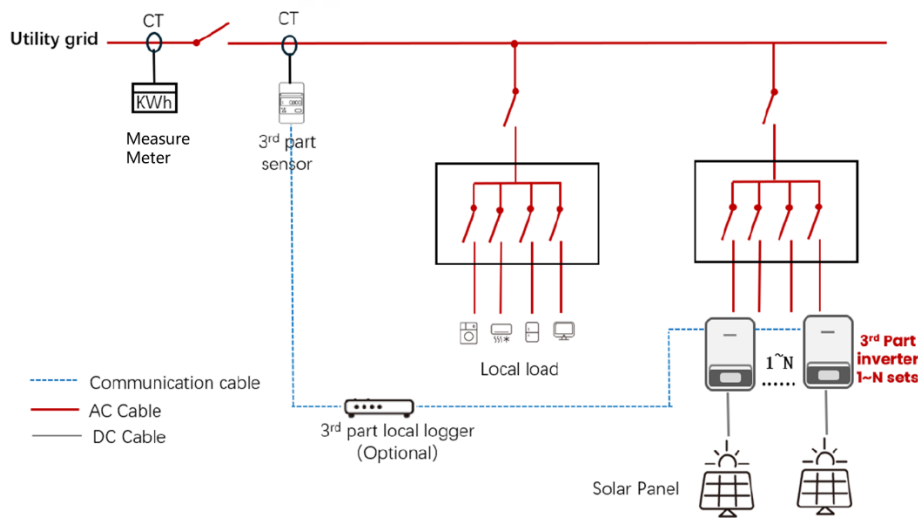 CT
CT
Utility grid
KWh
Measure
Meter
3rd part
sensor
Local load
1~N
......
3rd Part
inverter
1~N sets
Communication cable
AC Cable
DC Cable
3rd part local logger
(Optional)
Solar Panel